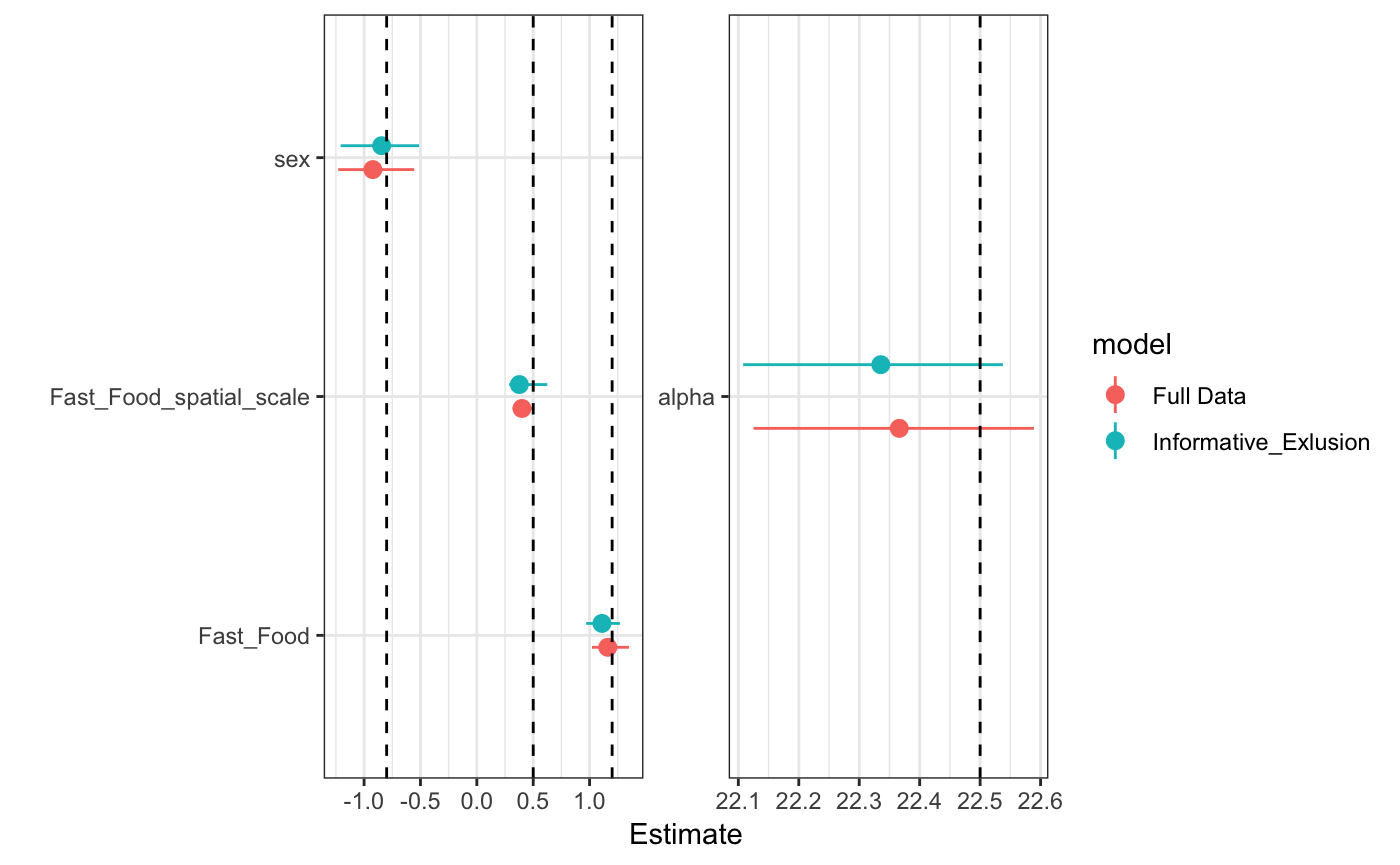 sex
Fast_Food_spatial_scale
Fast_Food
-1.0 -0.5 0.0 0.5 1.0
alpha
22.1 22.2 22.3 22.4 22.5 22.6
Estimate
model
Full Data
Informative_Exlusion